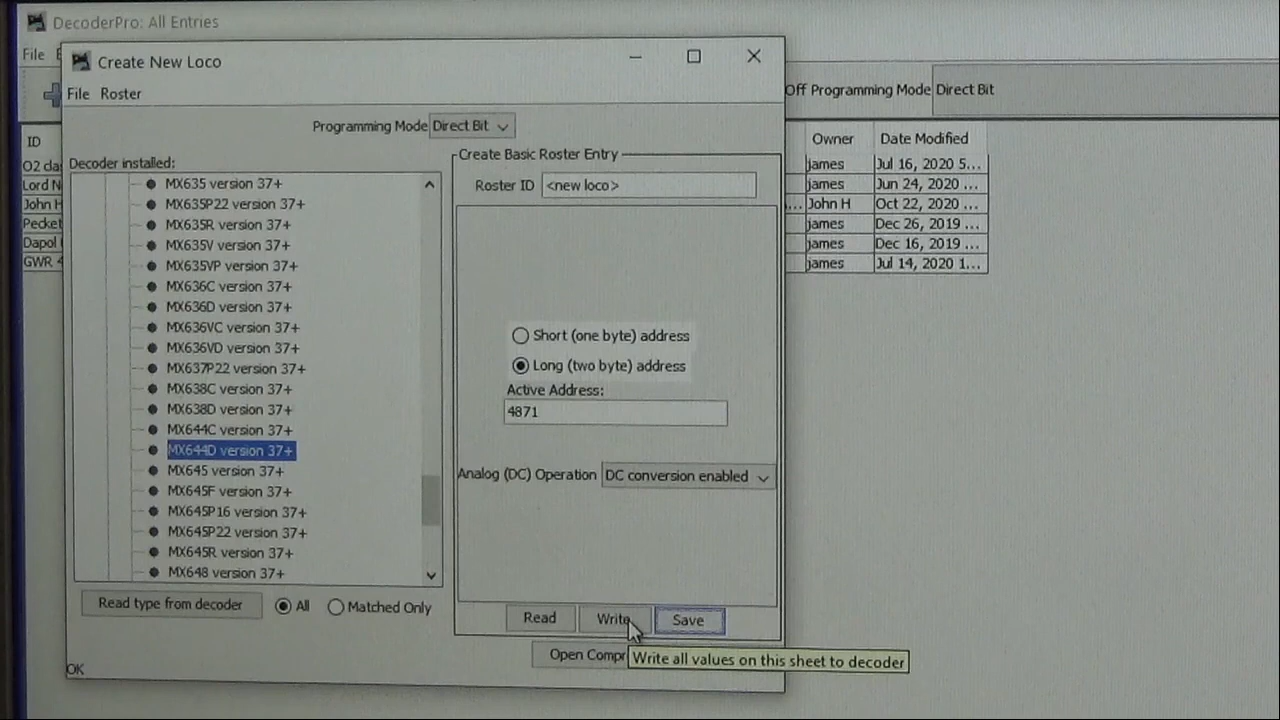 DecoderPro: All Entries
File E
Create New Loco
File Roster
Off Programming Mode Direct Bit
Programming Mode Direct Bit
ID
Owner Date Modified
O2 da
james Jul 16, 2020 5...
Lord N
james Jun 24, 2020 ...
John H
... John H Oct 22, 2020 ...
Pecket
james Dec 26, 2019 ...
Dapol
james Dec 16, 2019 ...
GWR 4
james Jul 14, 2020 1...
Decoder installed:
MX635 version 37+
MX635P22 version 37+
MX635R version 37+
MX635V version 37+
MX635VP version 37+
MX636C version 37+
MX636D version 37+
MX636VC version 37+
MX636VD version 37+
MX637P22 version 37+
MX638C version 37+
MX638D version 37+
MX644C version 37+
MX644D version 37+
MX645 version 37+
MX645F version 37+
MX645P16 version 37+
MX645P22 version 37+
MX645R version 37+
MX648 version 37+
Read type from decoder All Matched Only
Create Basic Roster Entry
Roster ID <new loco>
Short (one byte) address
Long (two byte) address
Active Address:
4871
Analog (DC) Operation DC conversion enabled
Read Write Save
Open Compr
Write all values on this sheet to decoder
OK